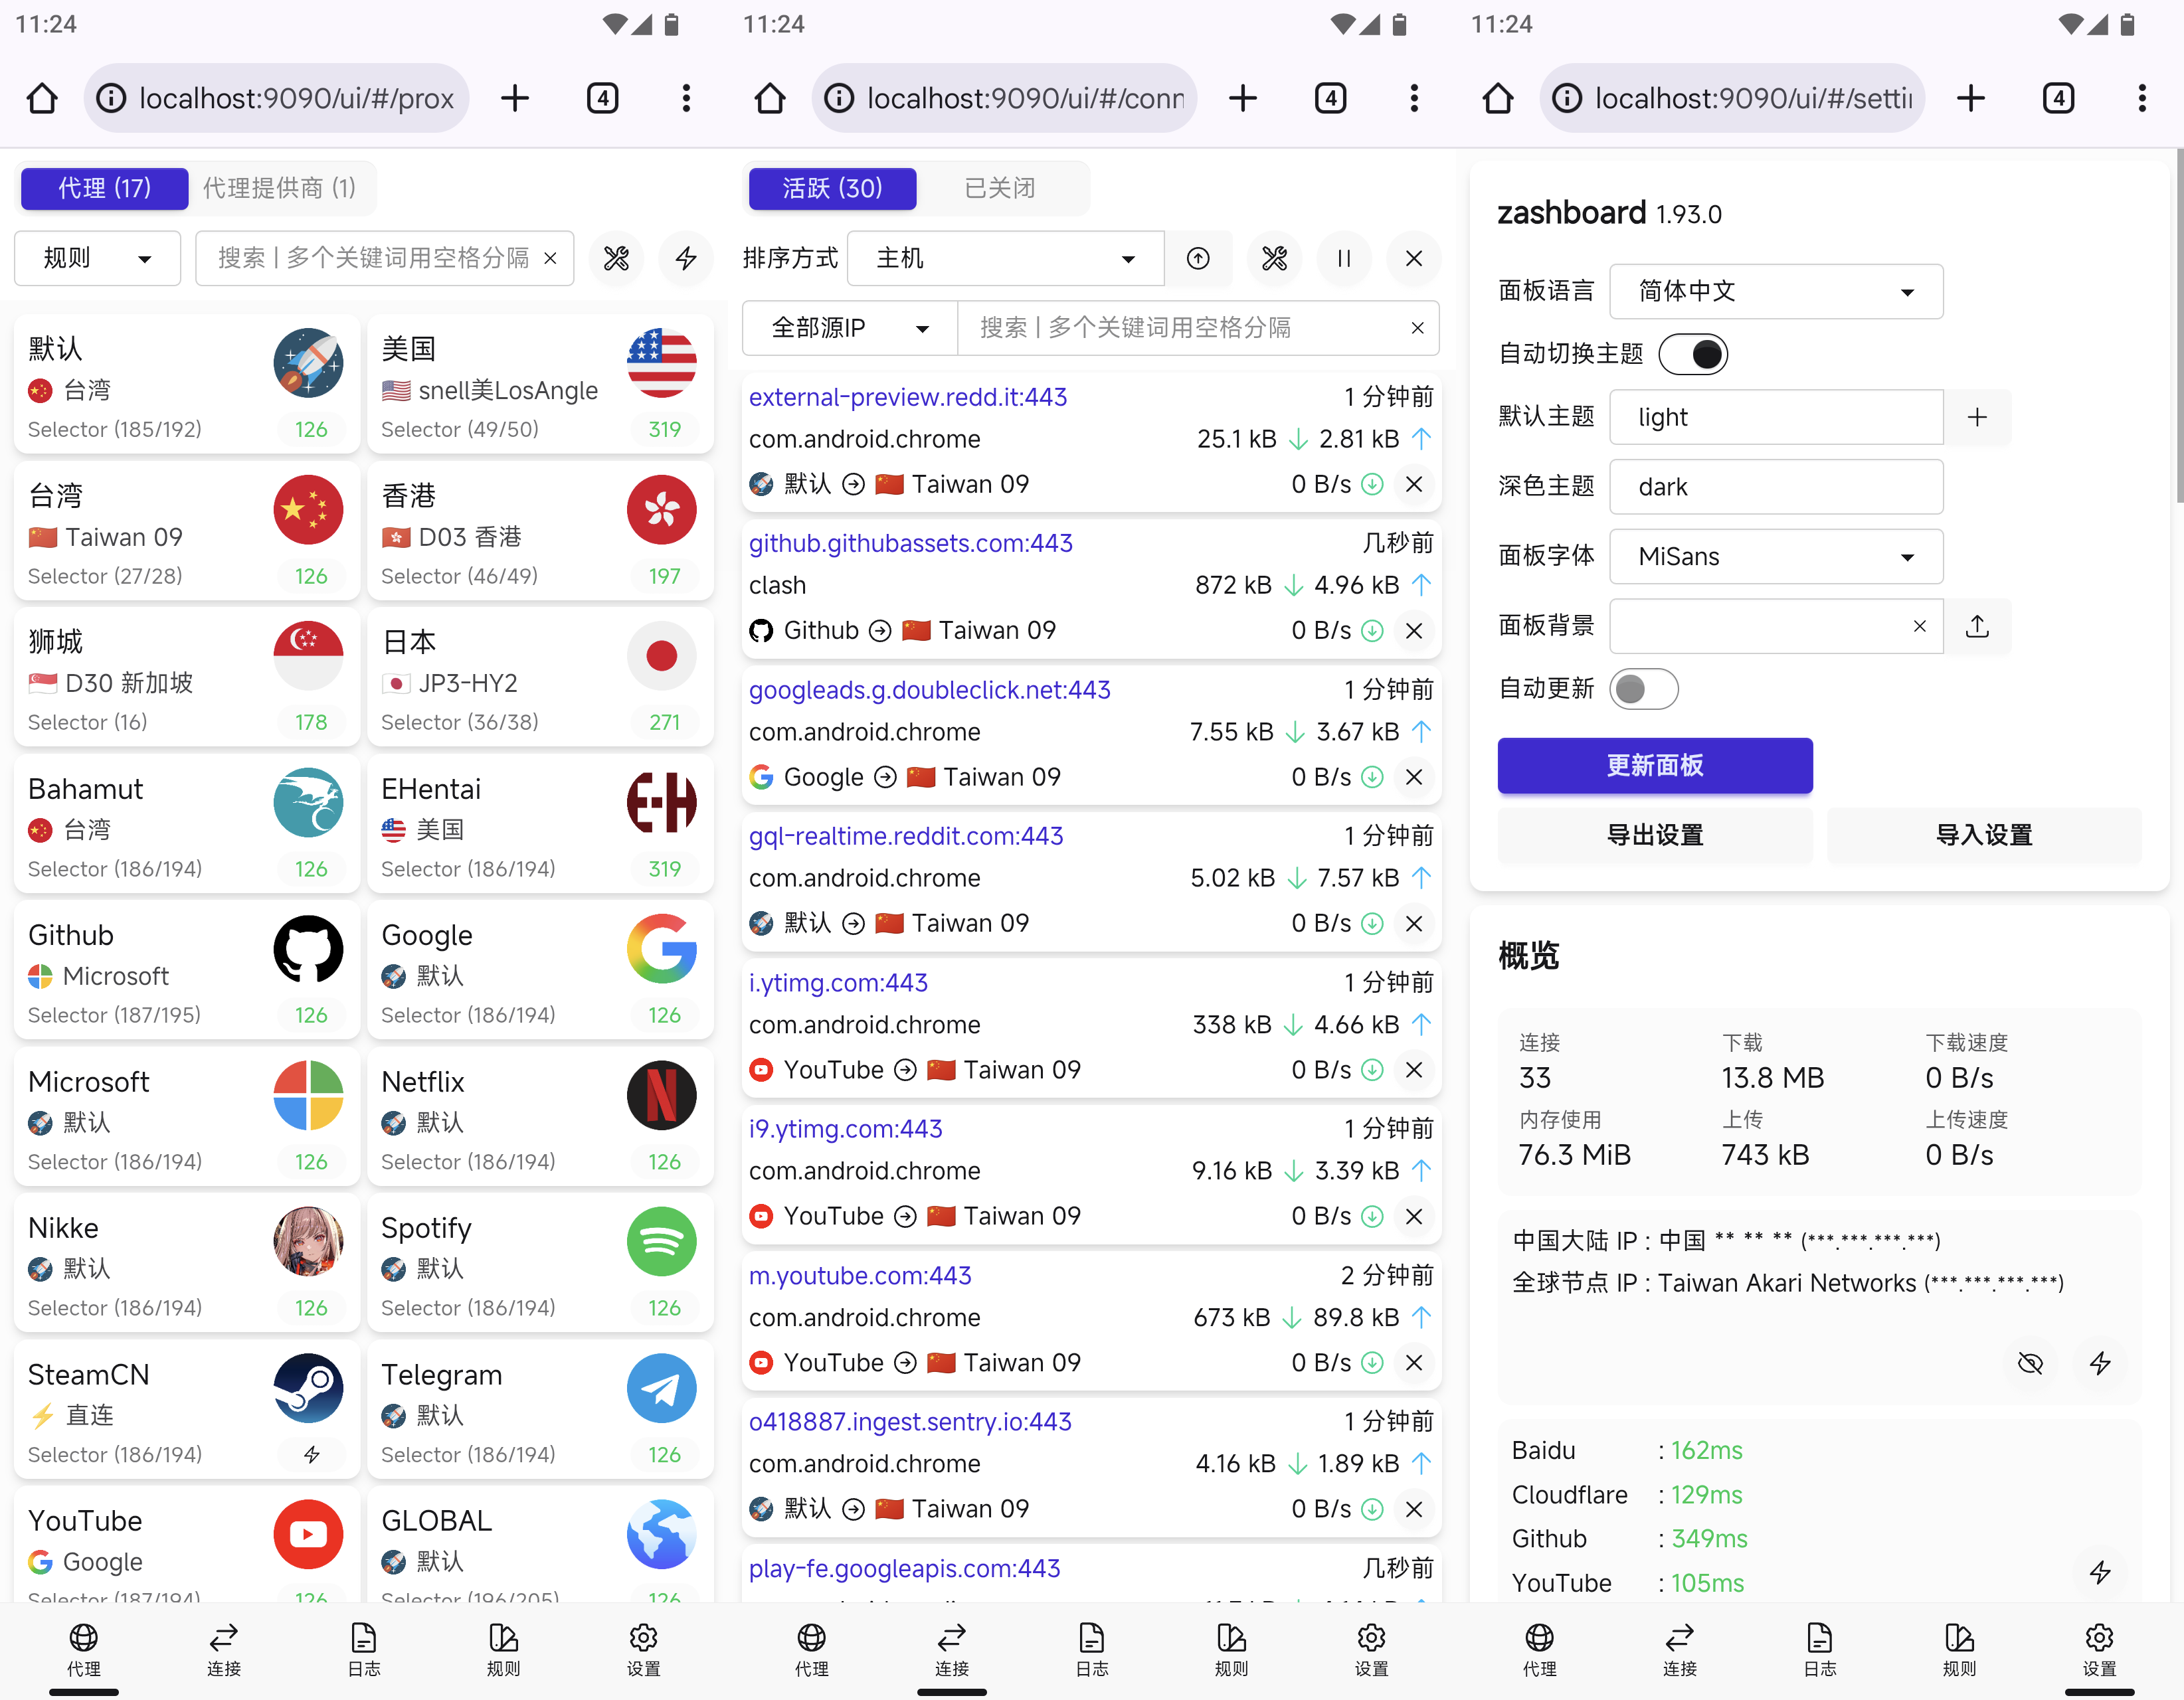 11:24
localhost:9090/ui/#/prox
4
代理 (17)
代理提供商 (1)
规则
搜索 | 多个关键词用空格分隔
默认
台湾
Selector (185/192)
126
美国
snell美LosAngle
Selector (49/50)
319
台湾
Taiwan 09
Selector (27/28)
126
香港
D03 香港
Selector (46/49)
197
狮城
D30 新加坡
Selector (16)
178
日本
JP3-HY2
Selector (36/38)
271
Bahamut
台湾
Selector (186/194)
126
EHentai
美国
Selector (186/194)
319
E-H
Github
Microsoft
Selector (187/195)
126
Google
默认
Selector (186/194)
126
Microsoft
默认
Selector (186/194)
126
Netflix
默认
Selector (186/194)
126
Nikke
默认
Selector (186/194)
126
Spotify
默认
Selector (186/194)
126
SteamCN
直连
Selector (186/194)
Telegram
默认
Selector (186/194)
126
YouTube
Google
Selector (187/194)
126
GLOBAL
默认
Selector (196/205)
126
代理
连接
日志
规则
设置
11:24
localhost:9090/ui/#/conn
4
活跃 (30)
已关闭
排序方式
主机
全部源IP
搜索 | 多个关键词用空格分隔
external-preview.redd.it:443
1 分钟前
com.android.chrome
25.1 kB
2.81 kB
默认
Taiwan 09
0 B/s
github.githubassets.com:443
几秒前
clash
872 kB
4.96 kB
Github
Taiwan 09
0 B/s
googleads.g.doubleclick.net:443
1 分钟前
com.android.chrome
7.55 kB
3.67 kB
Google
Taiwan 09
0 B/s
gql-realtime.reddit.com:443
1 分钟前
com.android.chrome
5.02 kB
7.57 kB
默认
Taiwan 09
0 B/s
i.ytimg.com:443
1 分钟前
com.android.chrome
338 kB
4.66 kB
YouTube
Taiwan 09
0 B/s
i9.ytimg.com:443
1 分钟前
com.android.chrome
9.16 kB
3.39 kB
YouTube
Taiwan 09
0 B/s
m.youtube.com:443
2 分钟前
com.android.chrome
673 kB
89.8 kB
YouTube
Taiwan 09
0 B/s
o418887.ingest.sentry.io:443
1 分钟前
com.android.chrome
4.16 kB
1.89 kB
默认
Taiwan 09
0 B/s
play-fe.googleapis.com:443
几秒前
代理
连接
日志
规则
设置
11:24
localhost:9090/ui/#/settin
4
zashboard 1.93.0
面板语言
简体中文
自动切换主题
默认主题
light
深色主题
dark
面板字体
MiSans
面板背景
自动更新
更新面板
导出设置
导入设置
概览
连接
下载
下载速度
33
13.8 MB
0 B/s
内存使用
上传
上传速度
76.3 MiB
743 kB
0 B/s
中国大陆 IP : 中国 ** ** ** (***.***.***.***)
全球节点 IP : Taiwan Akari Networks (***.***.***.***)
Baidu : 162ms
Cloudflare : 129ms
Github : 349ms
YouTube : 105ms
代理
连接
日志
规则
设置